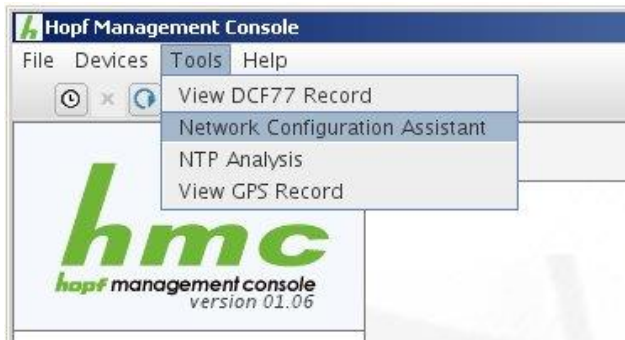 Hopf Management Console
File Devices Tools Help
View DCF77 Record
Network Configuration Assistant
NTP Analysis
View GPS Record
hmc
hopf management console
version 01.06